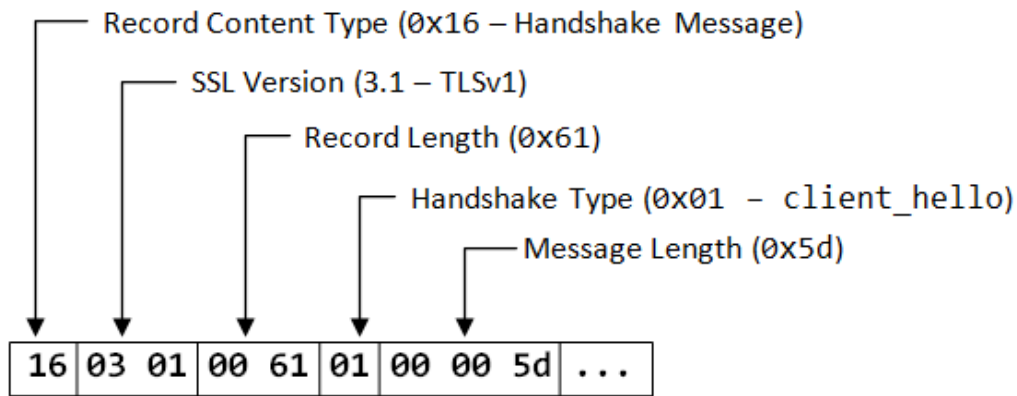 Record Content Type (0x16 – Handshake Message)
SSL Version (3.1 – TLSv1)
Record Length (0x61)
Handshake Type (0x01 – client_hello)
Message Length (0x5d)
16 03 01 00 61 01 00 00 5d ...